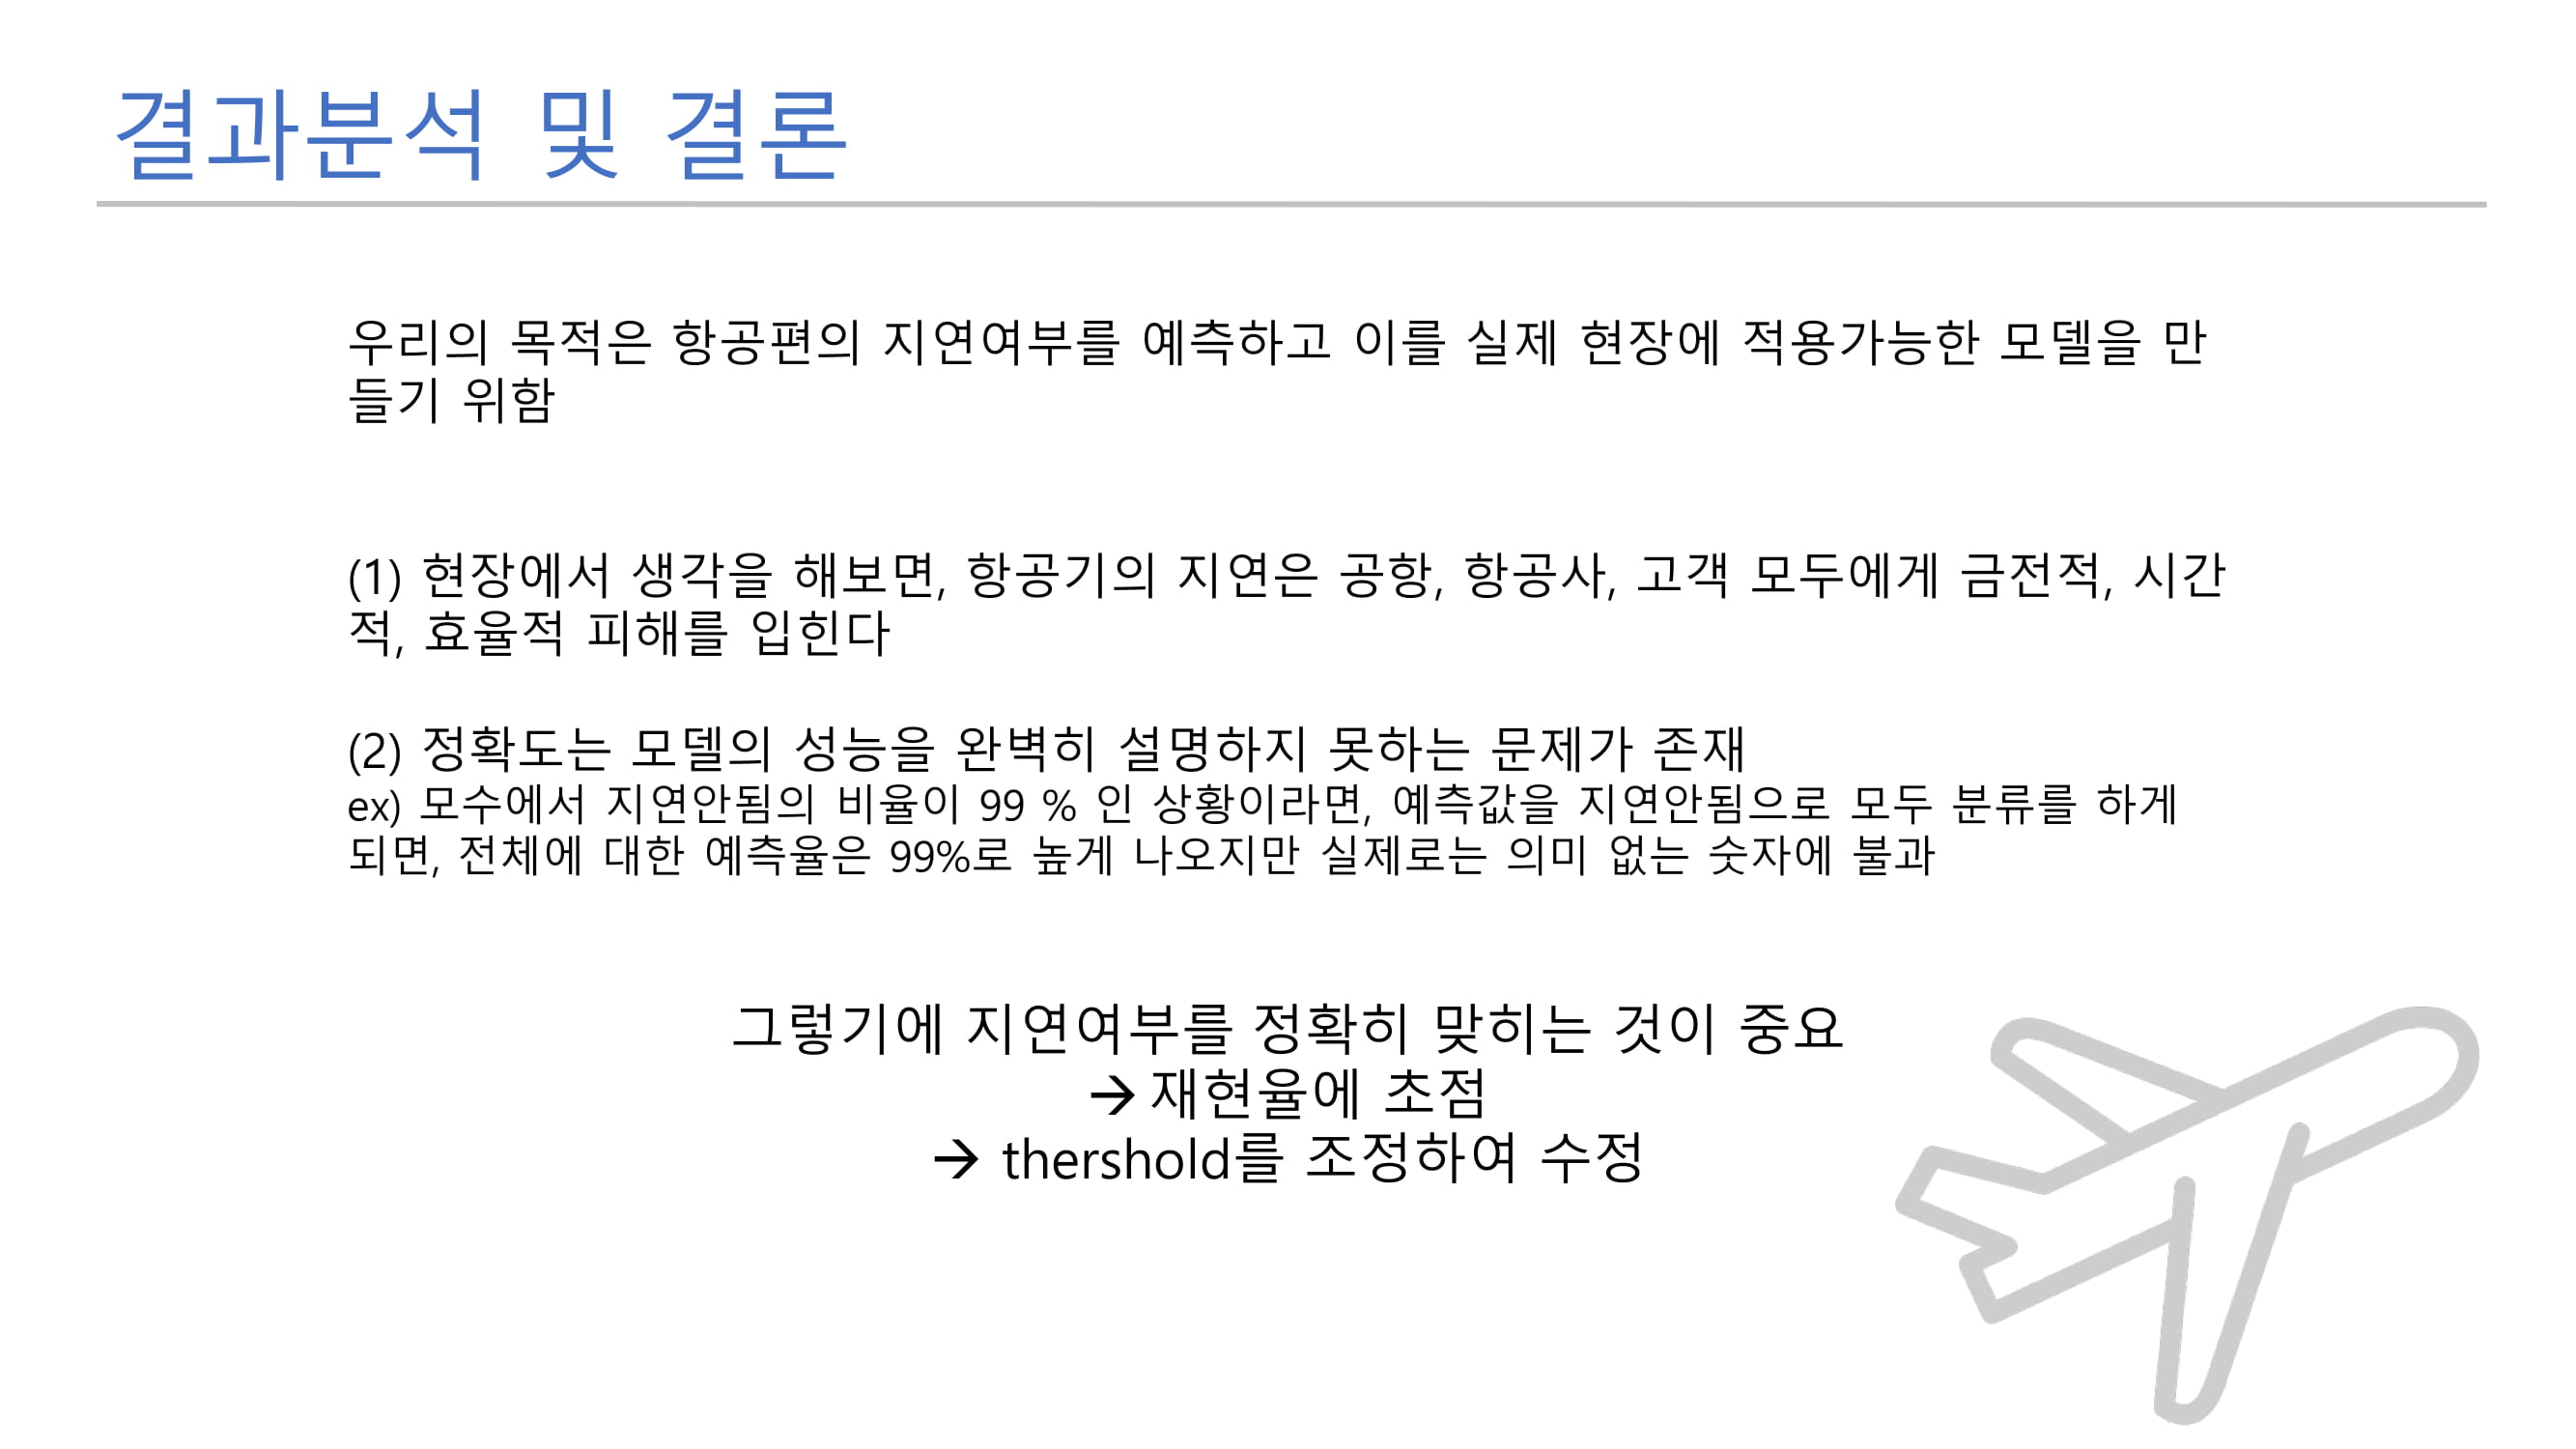 결과분석 및 결론
우리의 목적은 항공편의 지연여부를 예측하고 이를 실제 현장에 적용가능한 모델을 만
들기 위함
(1) 현장에서 생각을 해보면, 항공기의 지연은 공항, 항공사, 고객 모두에게 금전적, 시간
적, 효율적 피해를 입힌다
(2) 정확도는 모델의 성능을 완벽히 설명하지 못하는 문제가 존재
ex) 모수에서 지연안됨의 비율이 99 % 인 상황이라면, 예측값을 지연안됨으로 모두 분류를 하게
되면, 전체에 대한 예측율은 99%로 높게 나오지만 실제로는 의미 없는 숫자에 불과
그렇기에 지연여부를 정확히 맞히는 것이 중요
→ 재현율에 초점
→ thershold를 조정하여 수정